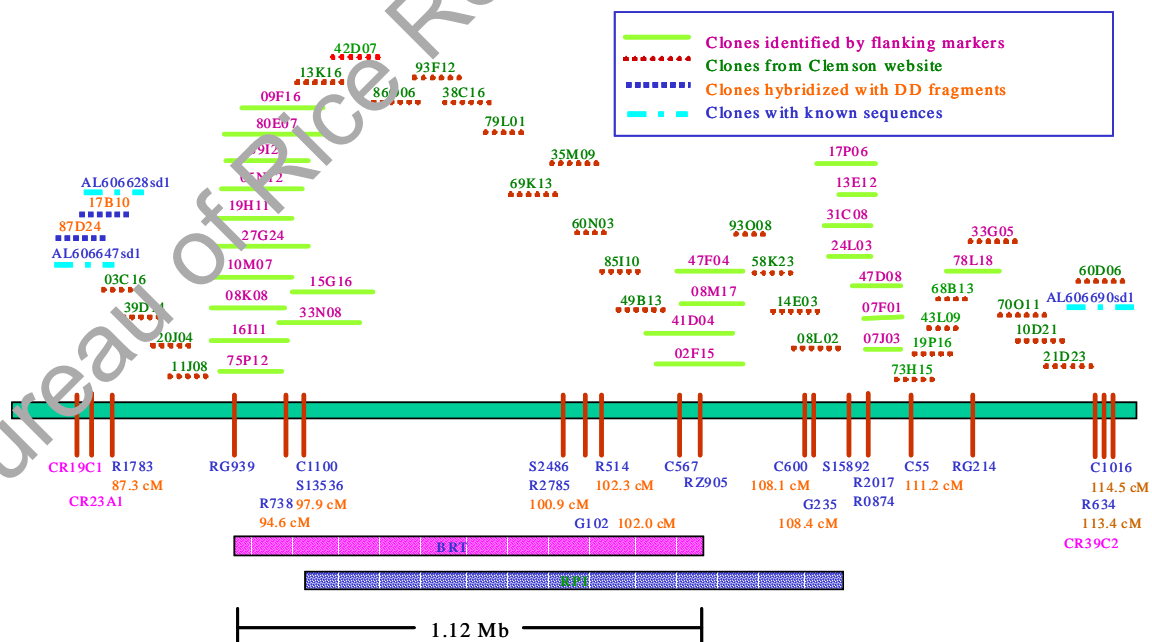 ureau of Rice R
Clones identified by flanking markers
Clones from Clemson website
Clones hybridized with DD fragments
Clones with known sequences
42D07
13K16
93F12
38C16
09F16
80E07
79L01
35M09
17P06
AL606628sd1
69K13
13E12
17B10
19H11
31C08
87D24
60N03
93O08
33G05
27G24
24L03
AL606647sd1
10M07
85I10
47F04
58K23
78L18
60D06
03C16
15G16
47D08
08K08
49B13
08M17
14E03
68B13
AL606690sd1
33N08
41D04
07F01
43L09
70O11
20J04
16I11
08L02
07J03
19P16
10D21
11J08
75P12
02F15
73H15
21D23
CR19C1
R1783
RG939
C1100
S2486
R514
C567
C600
S15892
C55
RG214
C1016
87.3 cM
S13536
R2785
102.3 cM
RZ905
108.1 cM
R2017
111.2 cM
114.5 cM
CR23A1
R738
97.9 cM
100.9 cM
G235
R0874
R634
94.6 cM
G102
102.0 cM
108.4 cM
113.4 cM
CR39C2
BRT
RPI
1.12 Mb